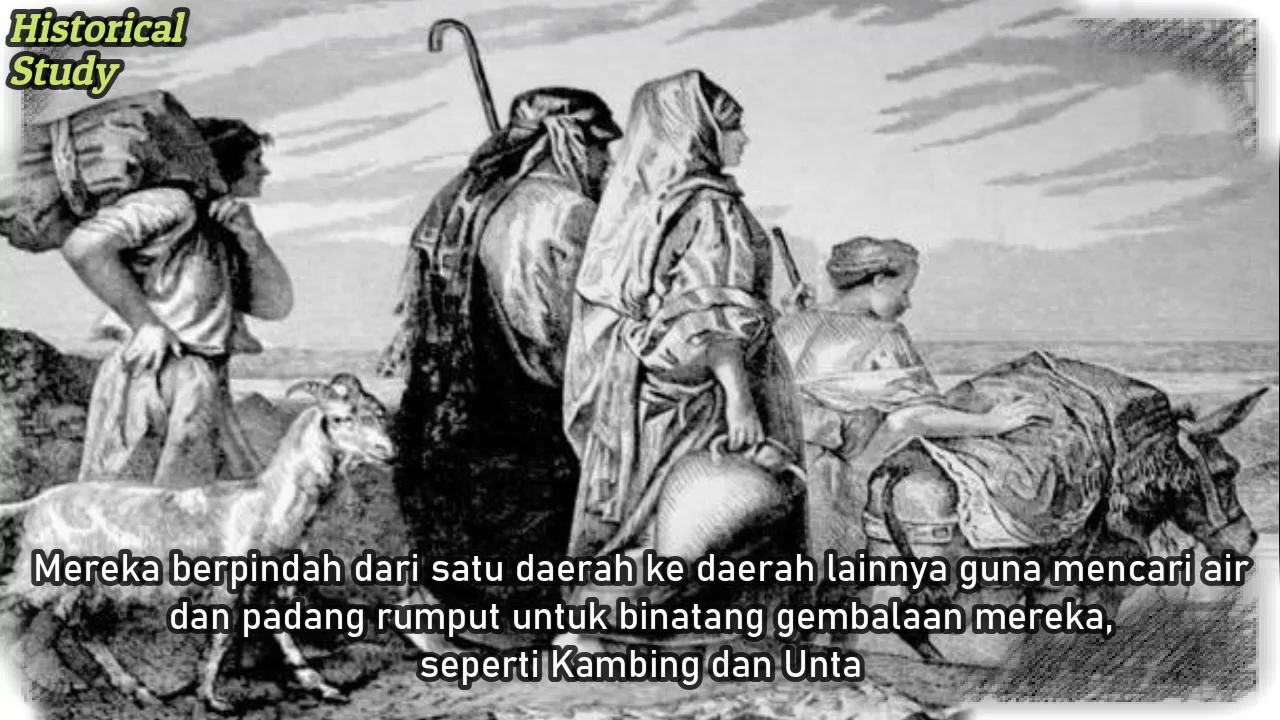 Historical
Study
Mereka berpindah dari satu daerah ke daerah lainnya guna mencari air
dan padang rumput untuk binatang gembalaan mereka,
seperti Kambing dan Unta